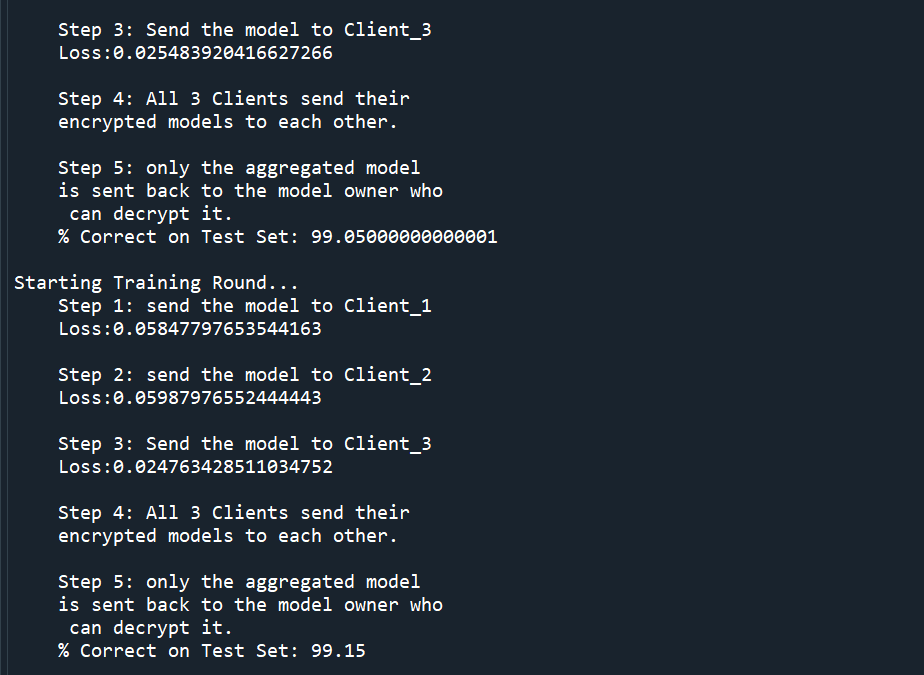 Step 3: Send the model to Client_3
Loss:0.025483920416627266
Step 4: All 3 Clients send their
encrypted models to each other.
Step 5: only the aggregated model
is sent back to the model owner who
can decrypt it.
% Correct on Test Set: 99.05000000000001
Starting Training Round...
Step 1: send the model to Client_1
Loss:0.05847797653544163
Step 2: send the model to Client_2
Loss:0.05987976552444443
Step 3: Send the model to Client_3
Loss:0.024763428511034752
Step 4: All 3 Clients send their
encrypted models to each other.
Step 5: only the aggregated model
is sent back to the model owner who
can decrypt it.
% Correct on Test Set: 99.15